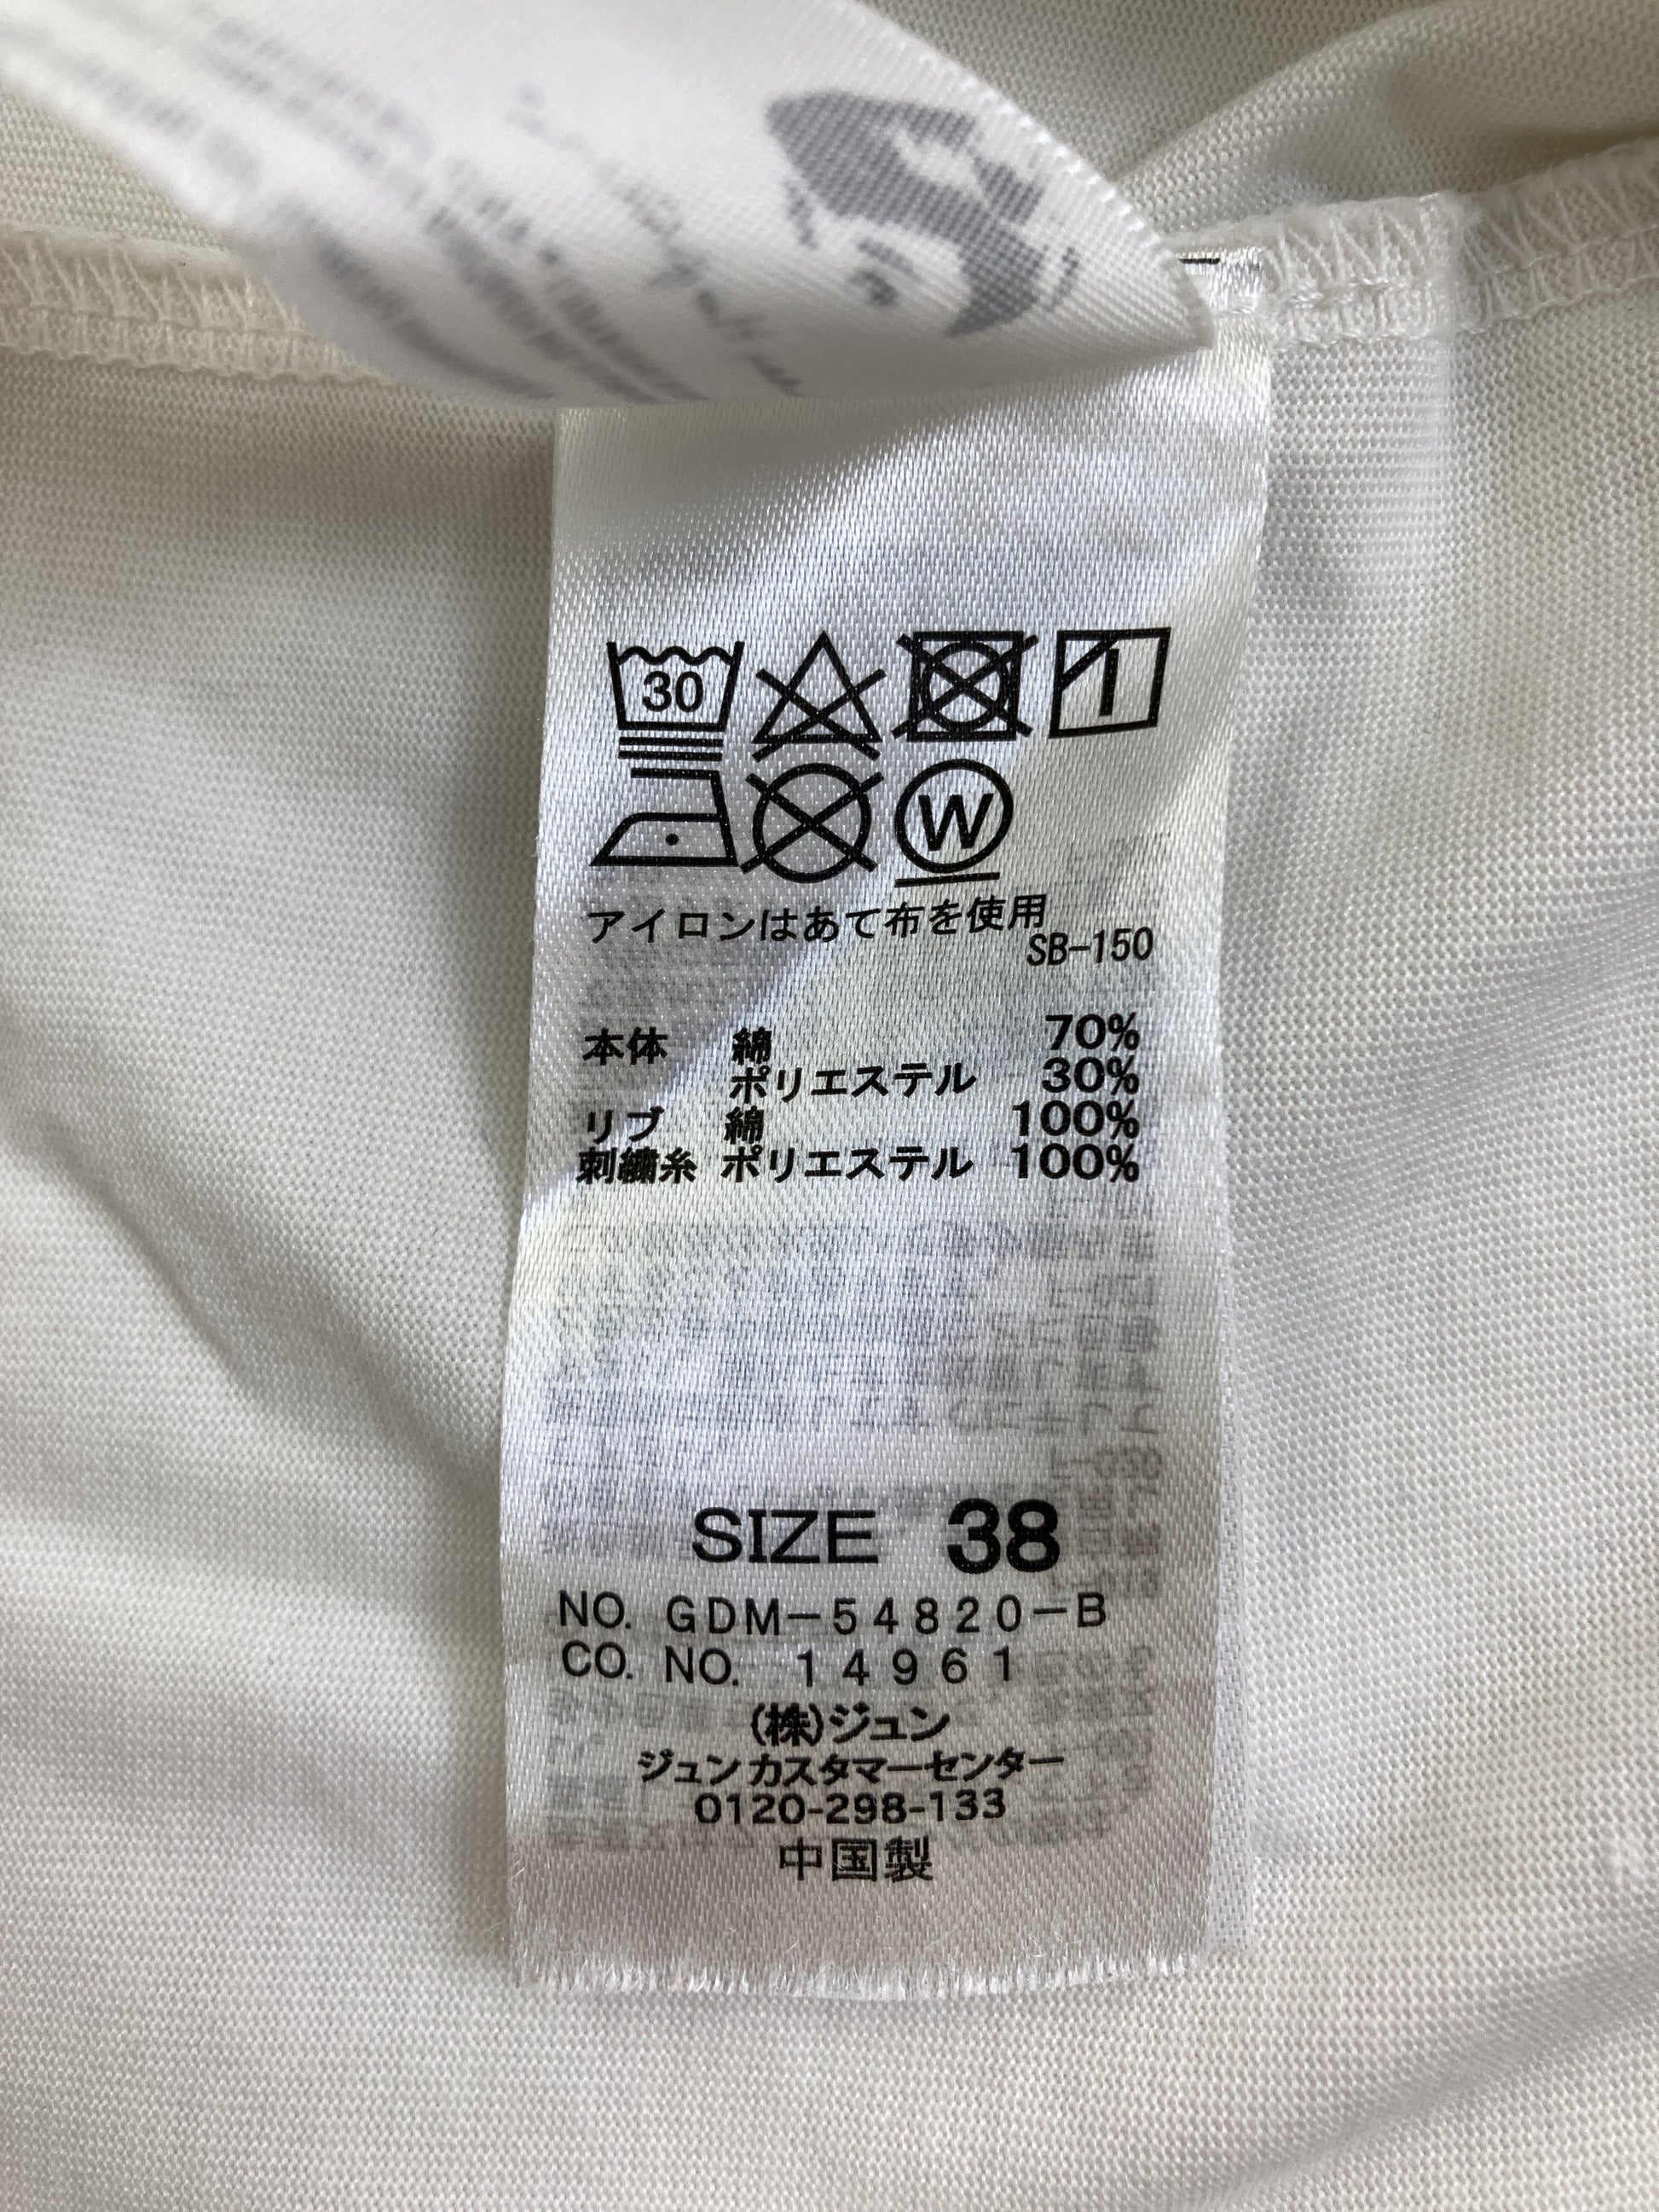 30
W
アイロンはあて布を使用
SB-150
本体 綿 70%
ポリエステル 30%
リブ 綿 100%
刺繍糸 ポリエステル 100%
SIZE 38
NO. GDM-54820-B
CO. NO. 14961
(株)ジュン
ジュンカスタマーセンター
0120-298-133
中国製